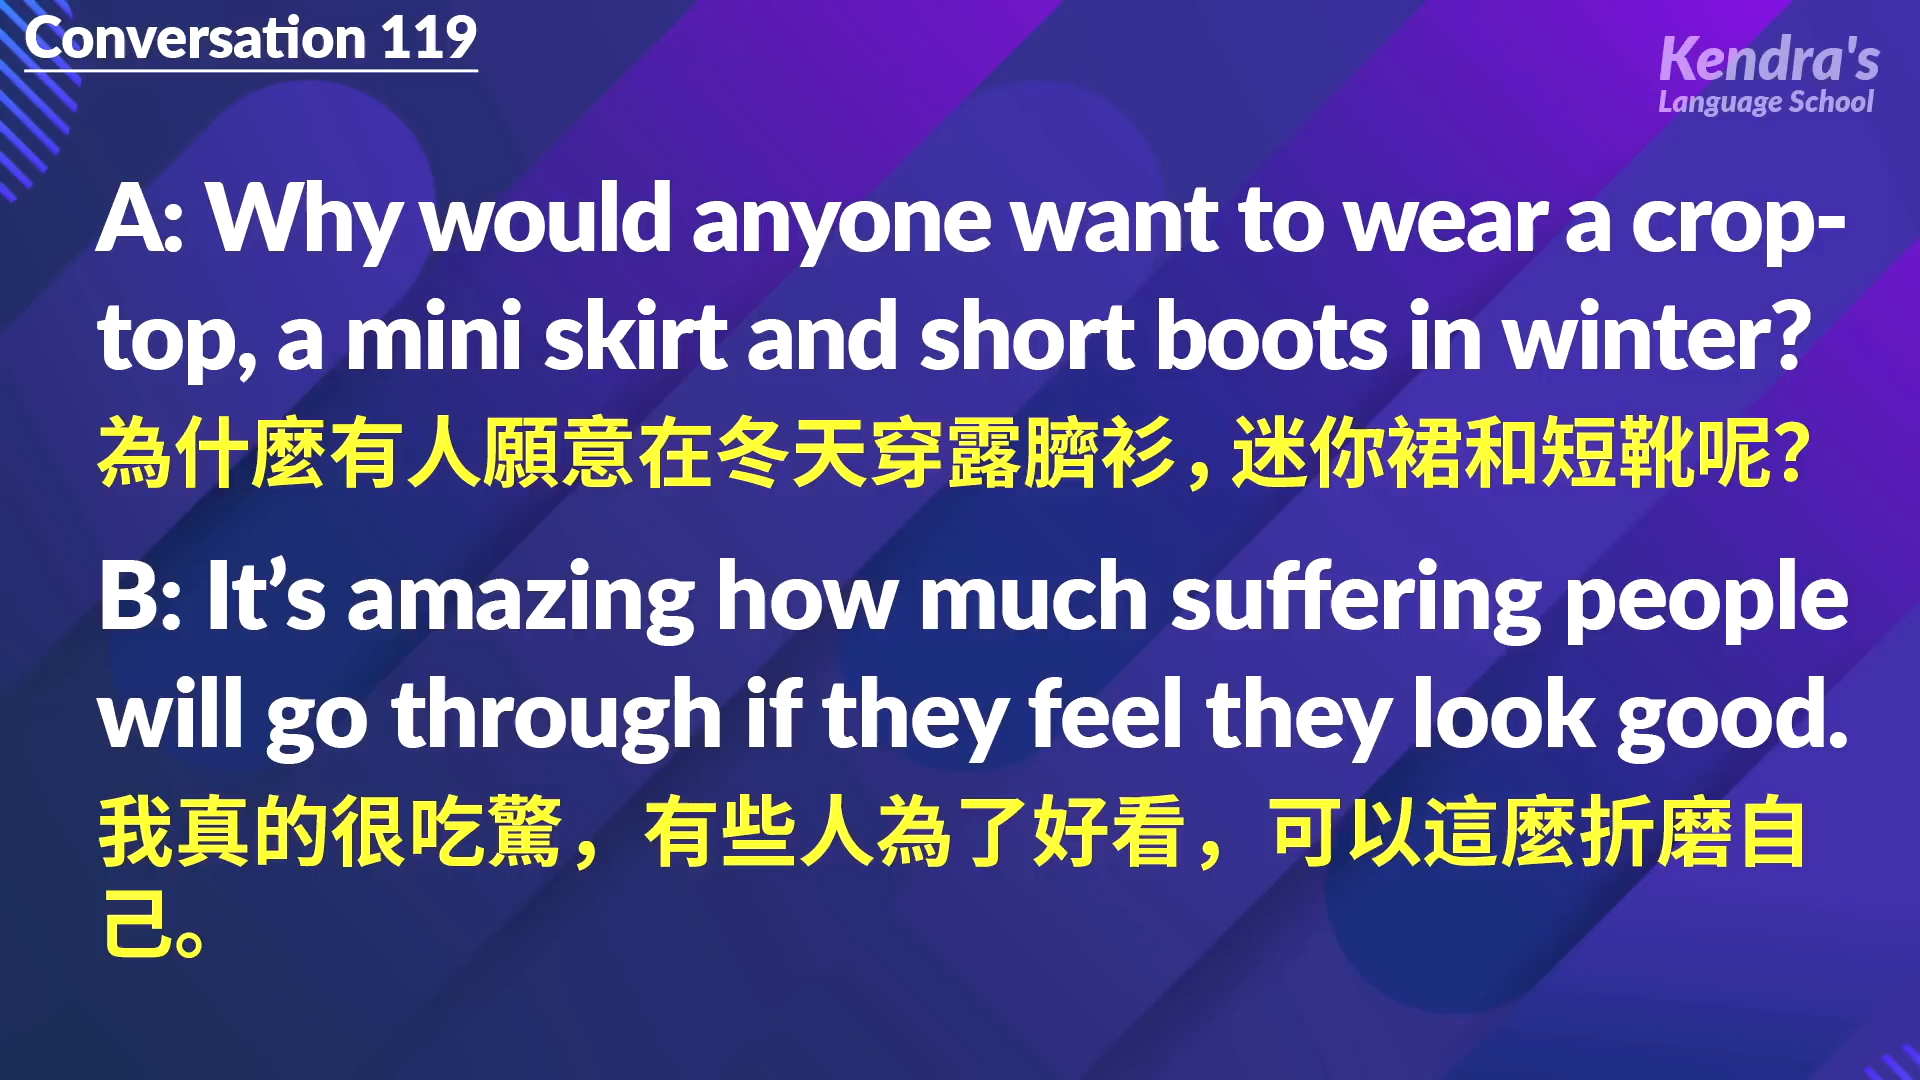 Conversation 119
Kendra's
Language School
A: Why would anyone want to wear a crop-
top, a mini skirt and short boots in winter?
為什麼有人願意在冬天穿露臍衫，迷你裙和短靴呢？
B: It’s amazing how much suffering people
will go through if they feel they look good.
我真的很吃驚，有些人為了好看，可以這麼折磨自
己。